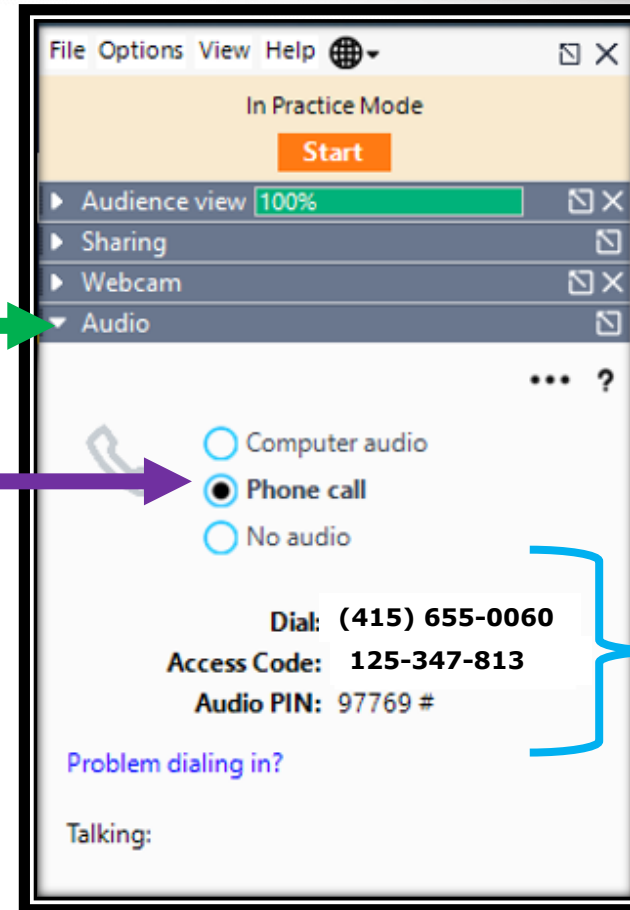 File Options View Help
In Practice Mode
Start
Audience view 100%
Sharing
Webcam
Audio
••• ?
Computer audio
Phone call
No audio
Dial: (415) 655-0060
Access Code: 125-347-813
Audio PIN: 97769 #
Problem dialing in?
Talking: